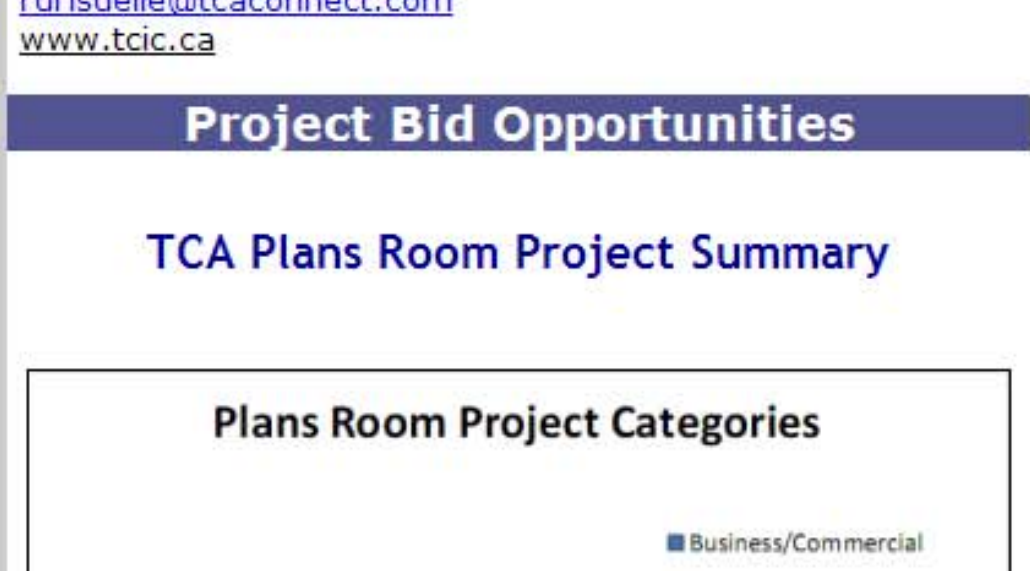 www.tcic.ca
Project Bid Opportunities
TCA Plans Room Project Summary
Plans Room Project Categories
Business/Commercial